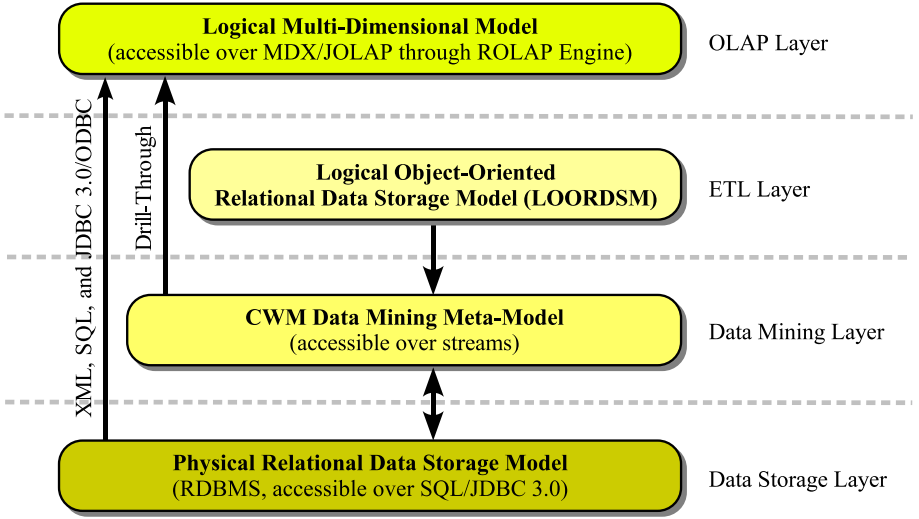 Logical Multi-Dimensional Model
(accessible over MDX/JOLAP through ROLAP Engine)
OLAP Layer
XML, SQL, and JDBC 3.0/ODBC
Drill-Through
Logical Object-Oriented
Relational Data Storage Model (LOORDSM)
ETL Layer
CWM Data Mining Meta-Model
(accessible over streams)
Data Mining Layer
Physical Relational Data Storage Model
(RDBMS, accessible over SQL/JDBC 3.0)
Data Storage Layer